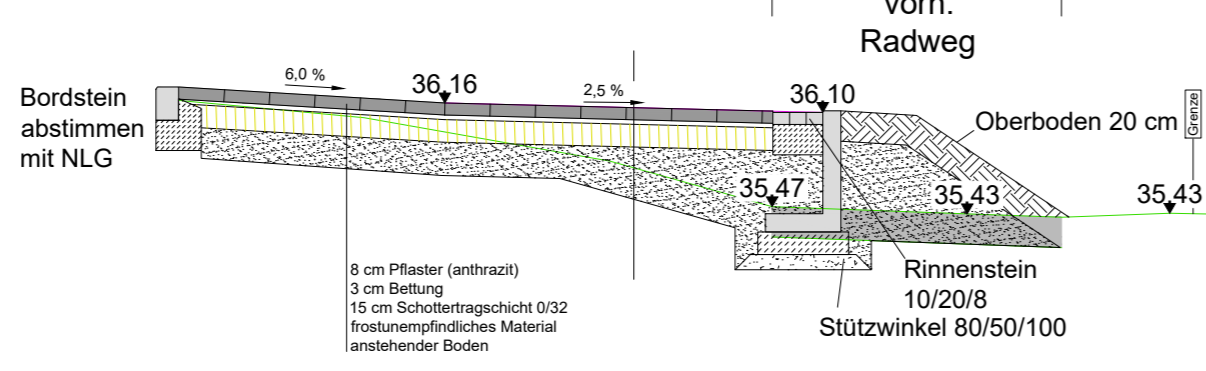 vorh.
Radweg
6,0 %
36,16
2,5 %
36,10
Bordstein
abstimmen
mit NLG
Oberboden 20 cm
Grenze
35,47
35,43
35,43
8 cm Pflaster (anthrazit)
3 cm Bettung
15 cm Schottertragschicht 0/32
frostunempfindliches Material
anstehender Boden
Rinnenstein
10/20/8
Stützwinkel 80/50/100